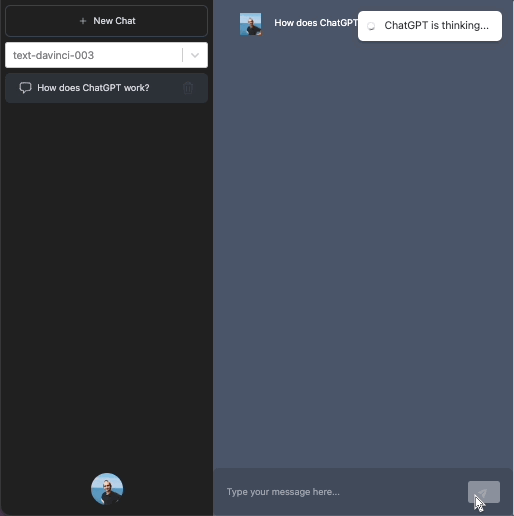 + New Chat
text-davinci-003
How does ChatGPT work?
How does ChatGPT
ChatGPT is thinking...
Type your message here...